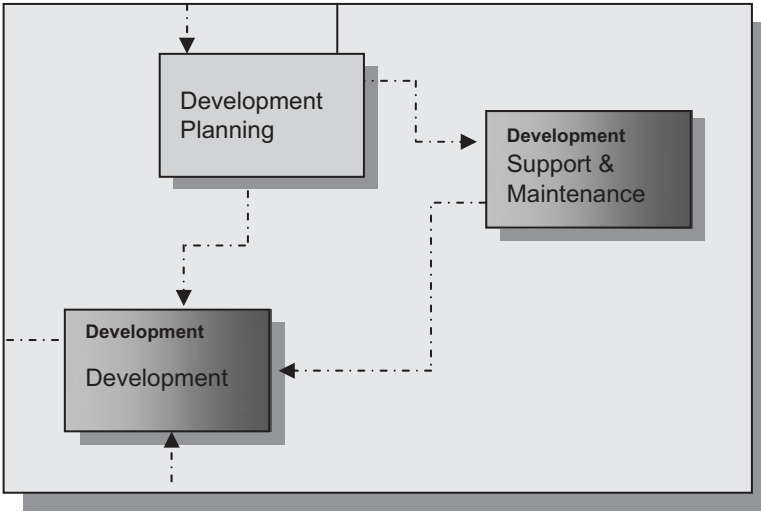 Development
Planning
Development
Support &
Maintenance
Development
Development